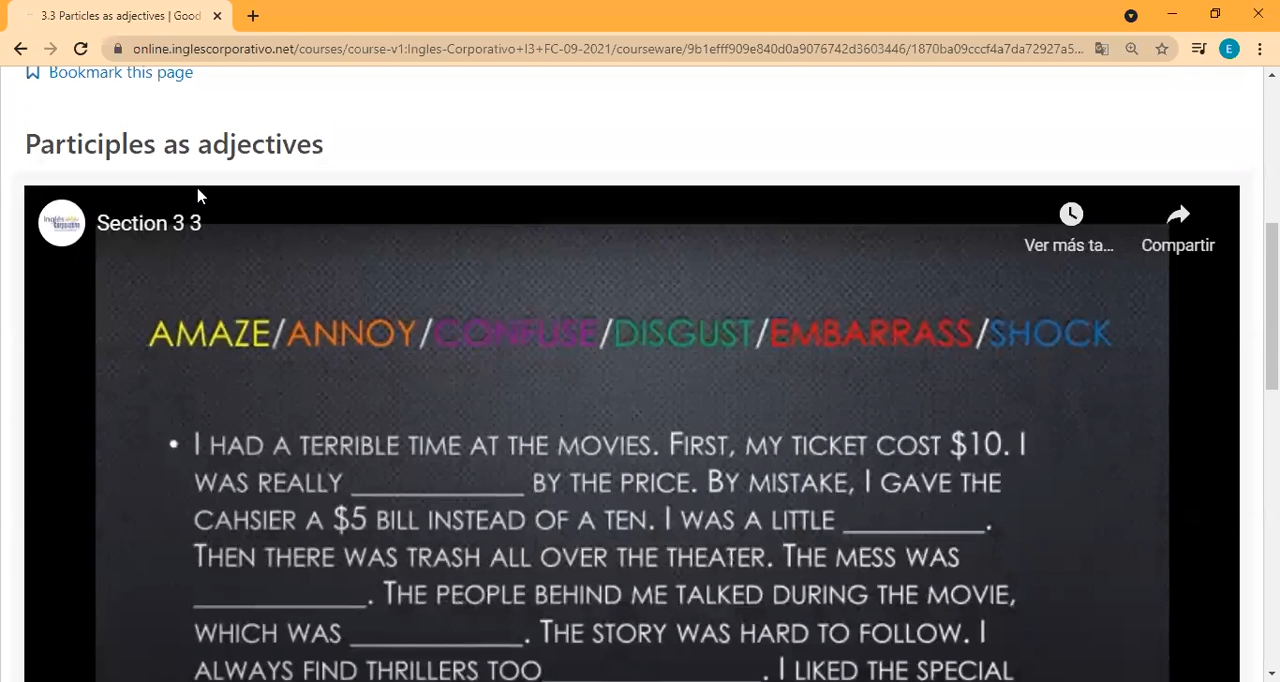 3.3 Particles as adjectives | Good
online.inglescorporativo.net/courses/course-v1:Ingles-Corporativo+I3+FC-09-2021/courseware/9b1efff909e840d0a9076742d3603446/1870ba09cccf4a7da72927a5...
E
Bookmark this page
Participles as adjectives
Inglés Corporativo
Section 3 3
Ver más ta...
Compartir
AMAZE/ANNOY/CONFUSE/DISGUST/EMBARRASS/SHOCK
• I HAD A TERRIBLE TIME AT THE MOVIES. FIRST, MY TICKET COST $10. I
WAS REALLY ____________ BY THE PRICE. BY MISTAKE, I GAVE THE
CAHSIER A $5 BILL INSTEAD OF A TEN. I WAS A LITTLE __________.
THEN THERE WAS TRASH ALL OVER THE THEATER. THE MESS WAS
____________. THE PEOPLE BEHIND ME TALKED DURING THE MOVIE,
WHICH WAS ____________. THE STORY WAS HARD TO FOLLOW. I
ALWAYS FIND THRILLERS TOO_______________. I LIKED THE SPECIAL